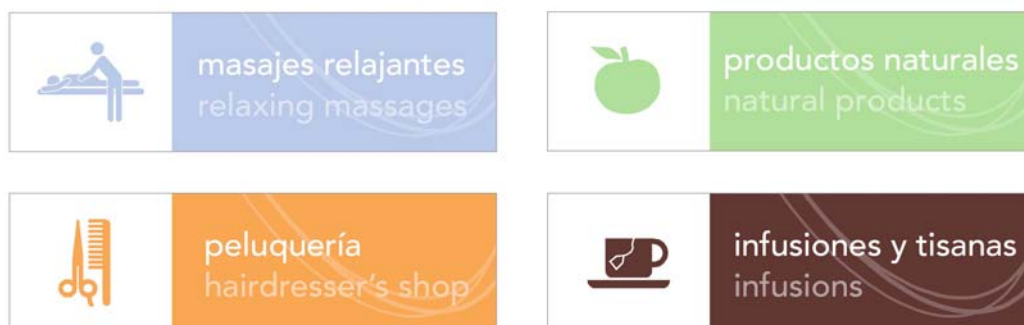 masajes relajantes
relaxing massages
productos naturales
natural products
peluquería
hairdresser's shop
infusiones y tisanas
infusions